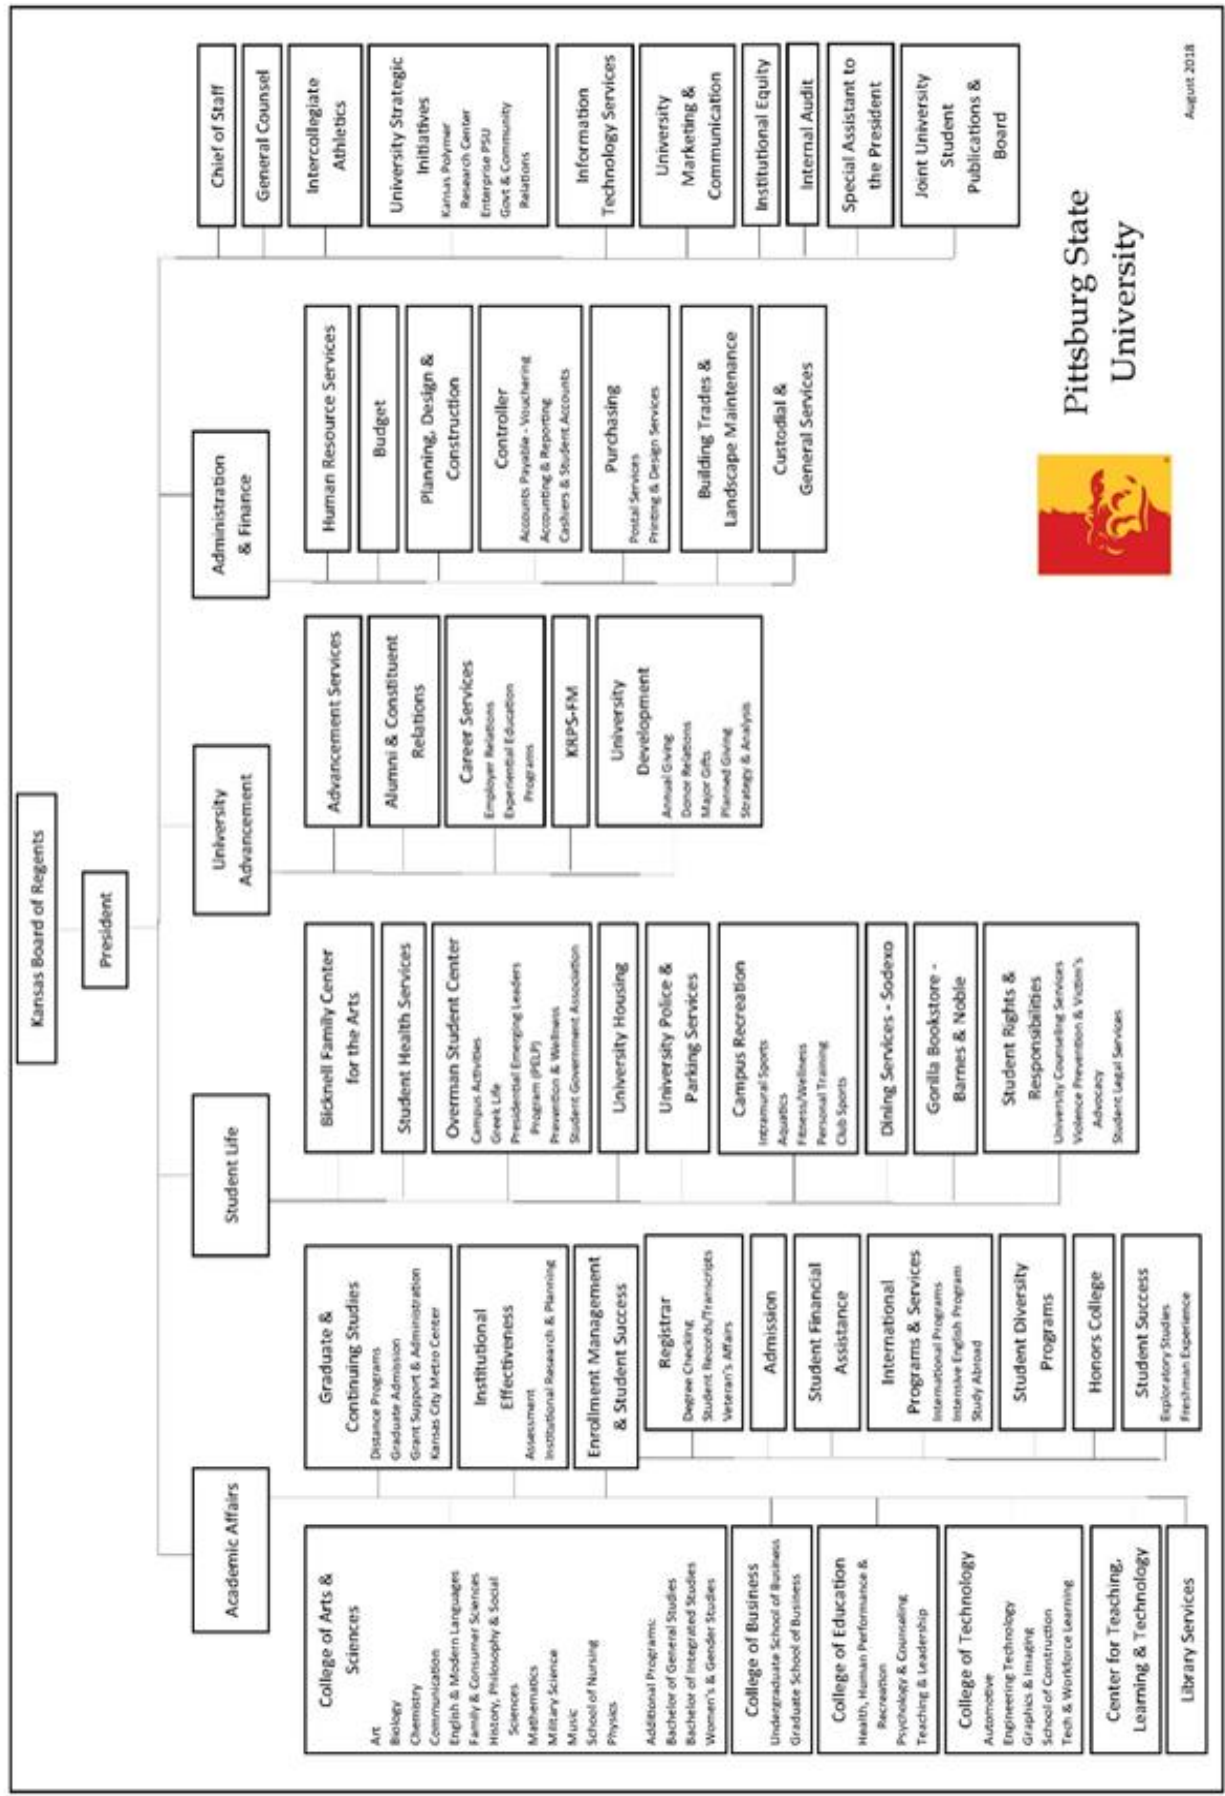 Kansas Board of Regents
President
Academic Affairs
College of Arts &
Sciences
Art
Biology
Chemistry
Communication
English & Modern Languages
Family & Consumer Sciences
History, Philosophy & Social
Sciences
Mathematics
Military Science
Music
School of Nursing
Physics
Additional Programs:
Bachelor of General Studies
Bachelor of Integrated Studies
Women's & Gender Studies
College of Business
Undergraduate School of Business
Graduate School of Business
College of Education
Health, Human Performance &
Recreation
Psychology & Counseling
Teaching & Leadership
College of Technology
Automotive
Engineering Technology
Graphics & Imaging
School of Construction
Tech & Workforce Learning
Center for Teaching,
Learning & Technology
Library Services
Graduate &
Continuing Studies
Distance Programs
Graduate Admission
Grant Support & Administration
Kansas City Metro Center
Institutional
Effectiveness
Assessment
Institutional Research & Planning
Enrollment Management
& Student Success
Registrar
Degree Checking
Student Records/Transcripts
Veteran's Affairs
Admission
Student Financial
Assistance
International
Programs & Services
International Programs
Intensive English Program
Study Abroad
Student Diversity
Programs
Honors College
Student Success
Exploratory Studies
Freshman Experience
Student Life
Bicknell Family Center
for the Arts
Student Health Services
Overman Student Center
Campus Activities
Greek Life
Presidential Emerging Leaders
Program (PELP)
Prevention & Wellness
Student Government Association
University Housing
University Police &
Parking Services
Campus Recreation
Intramural Sports
Aquatics
Fitness/Wellness
Personal Training
Club Sports
Dining Services - Sodexo
Gorilla Bookstore -
Barnes & Noble
Student Rights &
Responsibilities
University Counseling Services
Violence Prevention & Victim's
Advocacy
Student Legal Services
University
Advancement
Advancement Services
Alumni & Constituent
Relations
Career Services
Employer Relations
Experiential Education
Programs
KRPS-FM
University
Development
Annual Giving
Donor Relations
Major Gifts
Planned Giving
Strategy & Analysis
Administration
& Finance
Human Resource Services
Budget
Planning, Design &
Construction
Controller
Accounts Payable - Vouchering
Accounting & Reporting
Cashiers & Student Accounts
Purchasing
Postal Services
Printing & Design Services
Building Trades &
Landscape Maintenance
Custodial &
General Services
Chief of Staff
General Counsel
Intercollegiate
Athletics
University Strategic
Initiatives
Kansas Polymer
Research Center
Enterprise PSU
Govt & Community
Relations
Information
Technology Services
University
Marketing &
Communication
Institutional Equity
Internal Audit
Special Assistant to
the President
Joint University
Student
Publications &
Board
Pittsburg State
University
August 2018